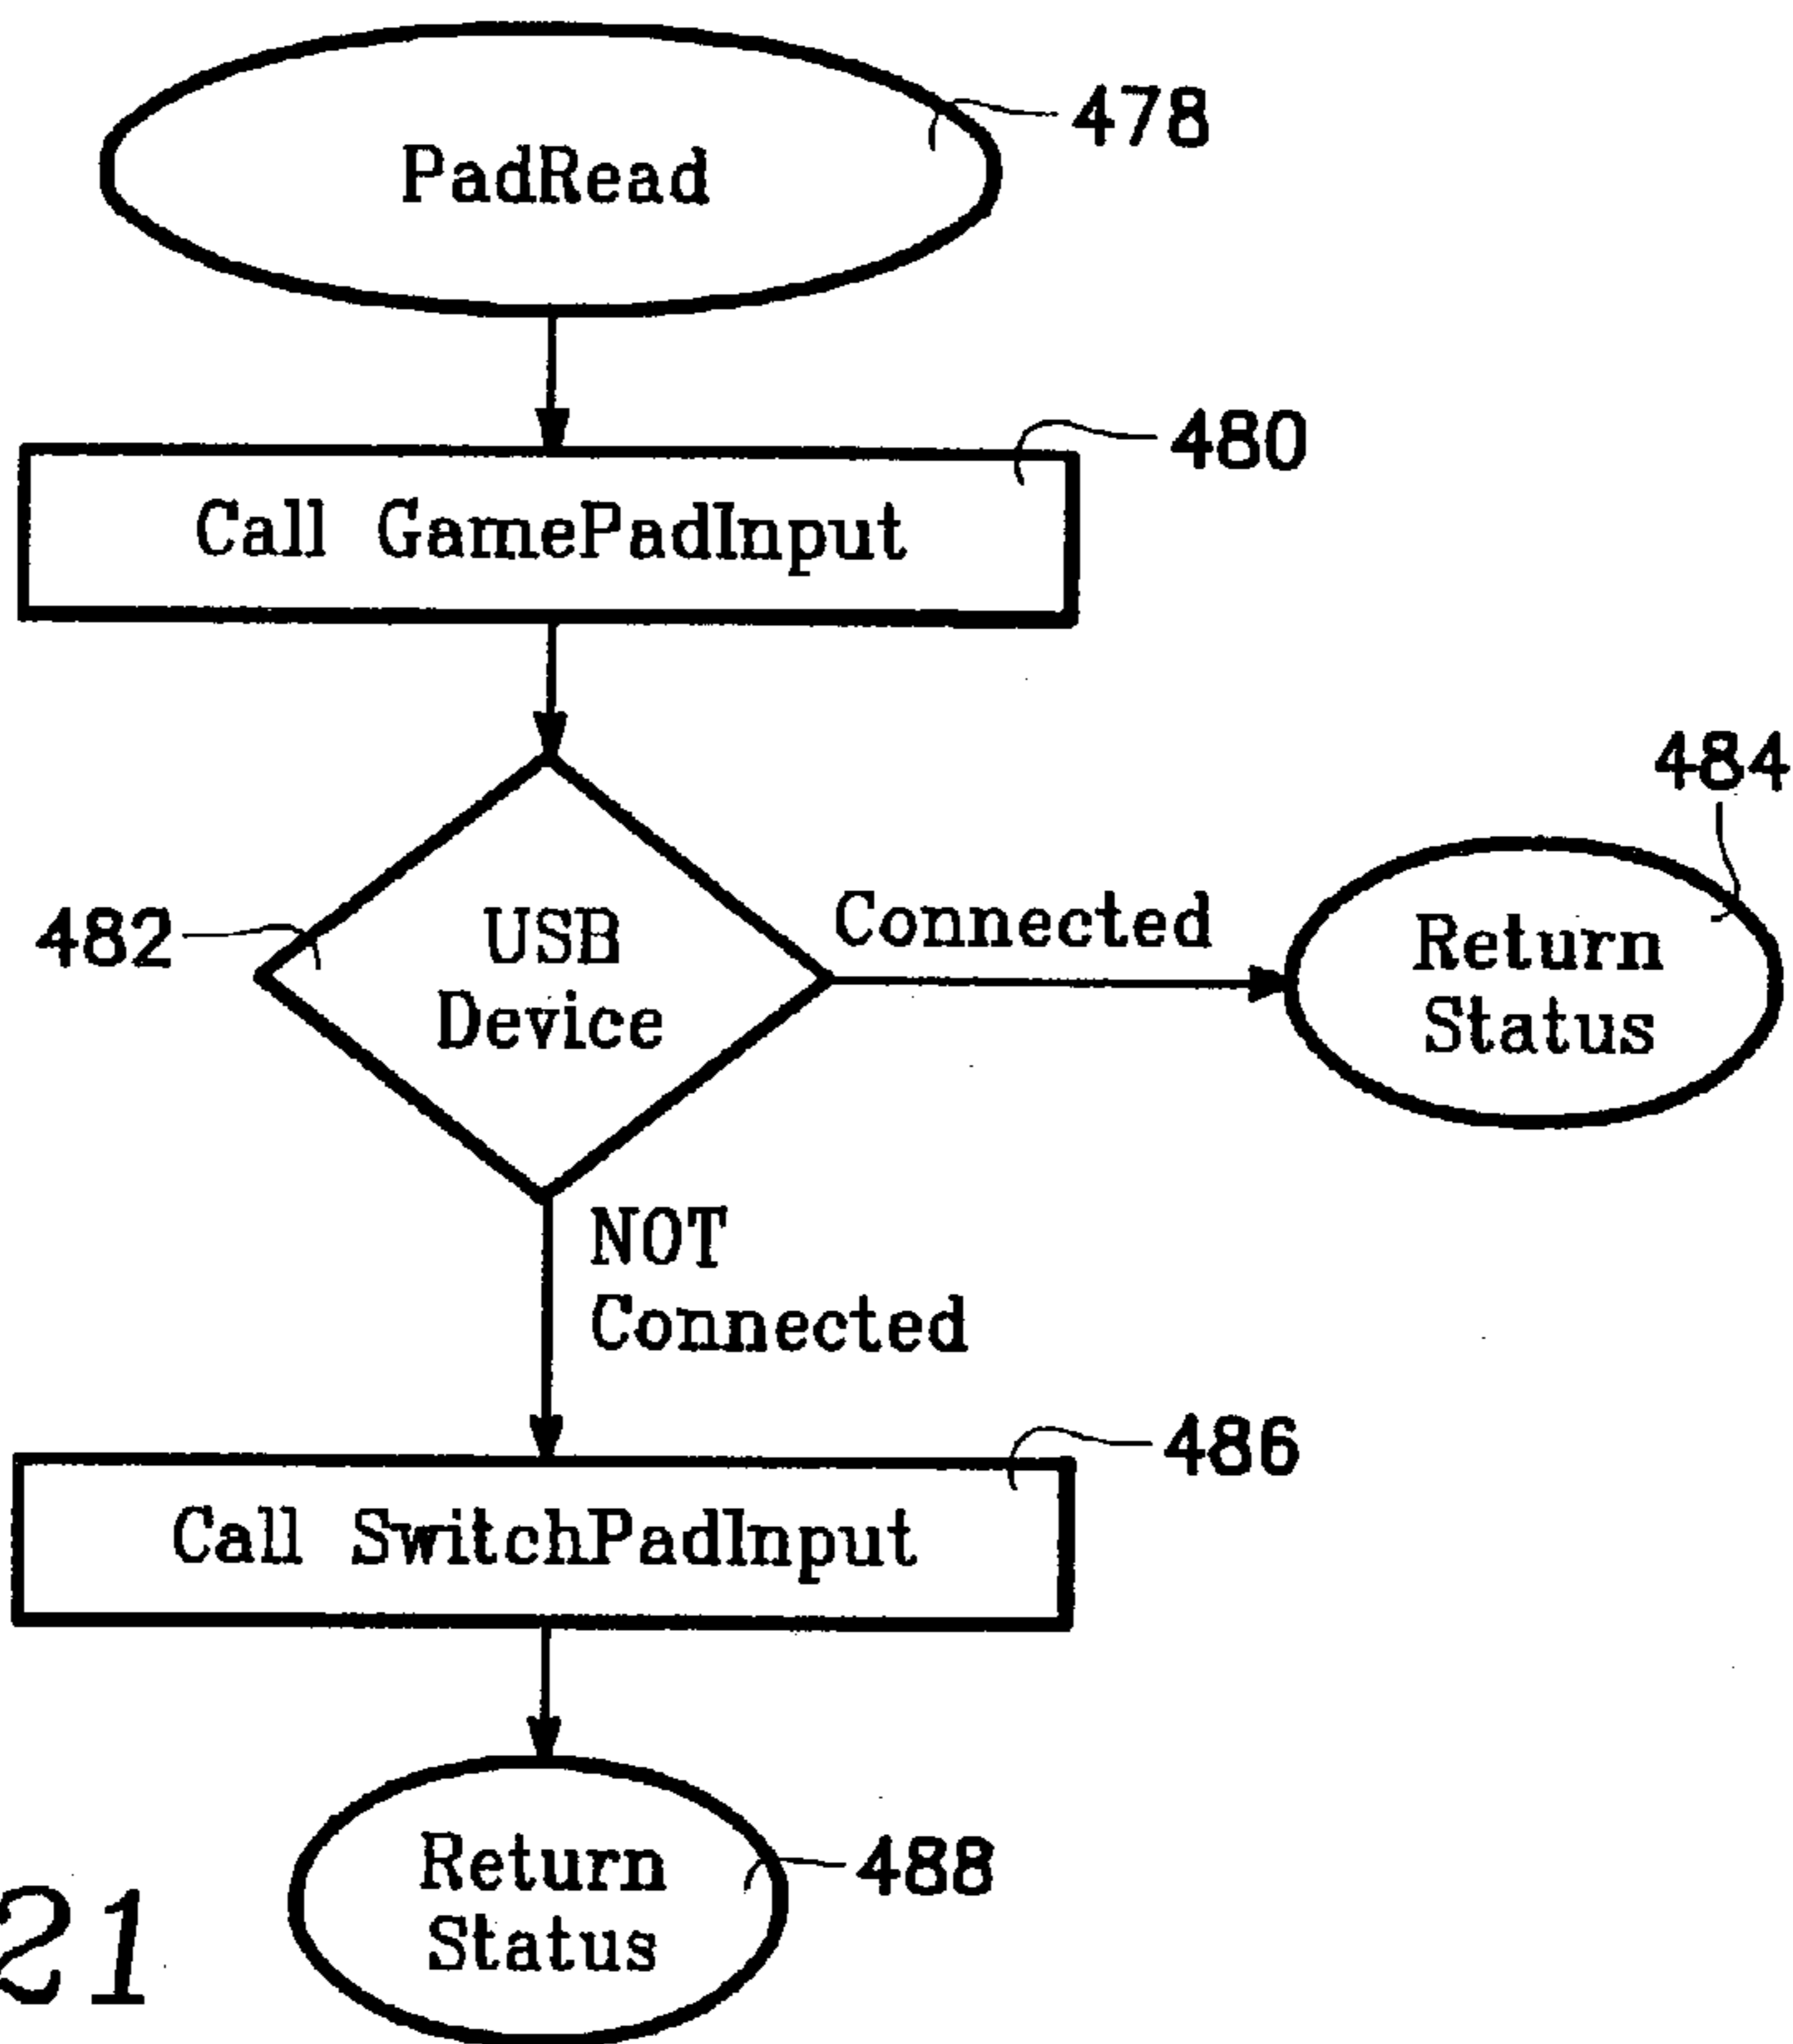 PadRead
478
Call GamePadInput
480
482
USB
Device
Connected
484
Return
Status
NOT
Connected
Call SwitchPadInput
486
Return
Status
488
21